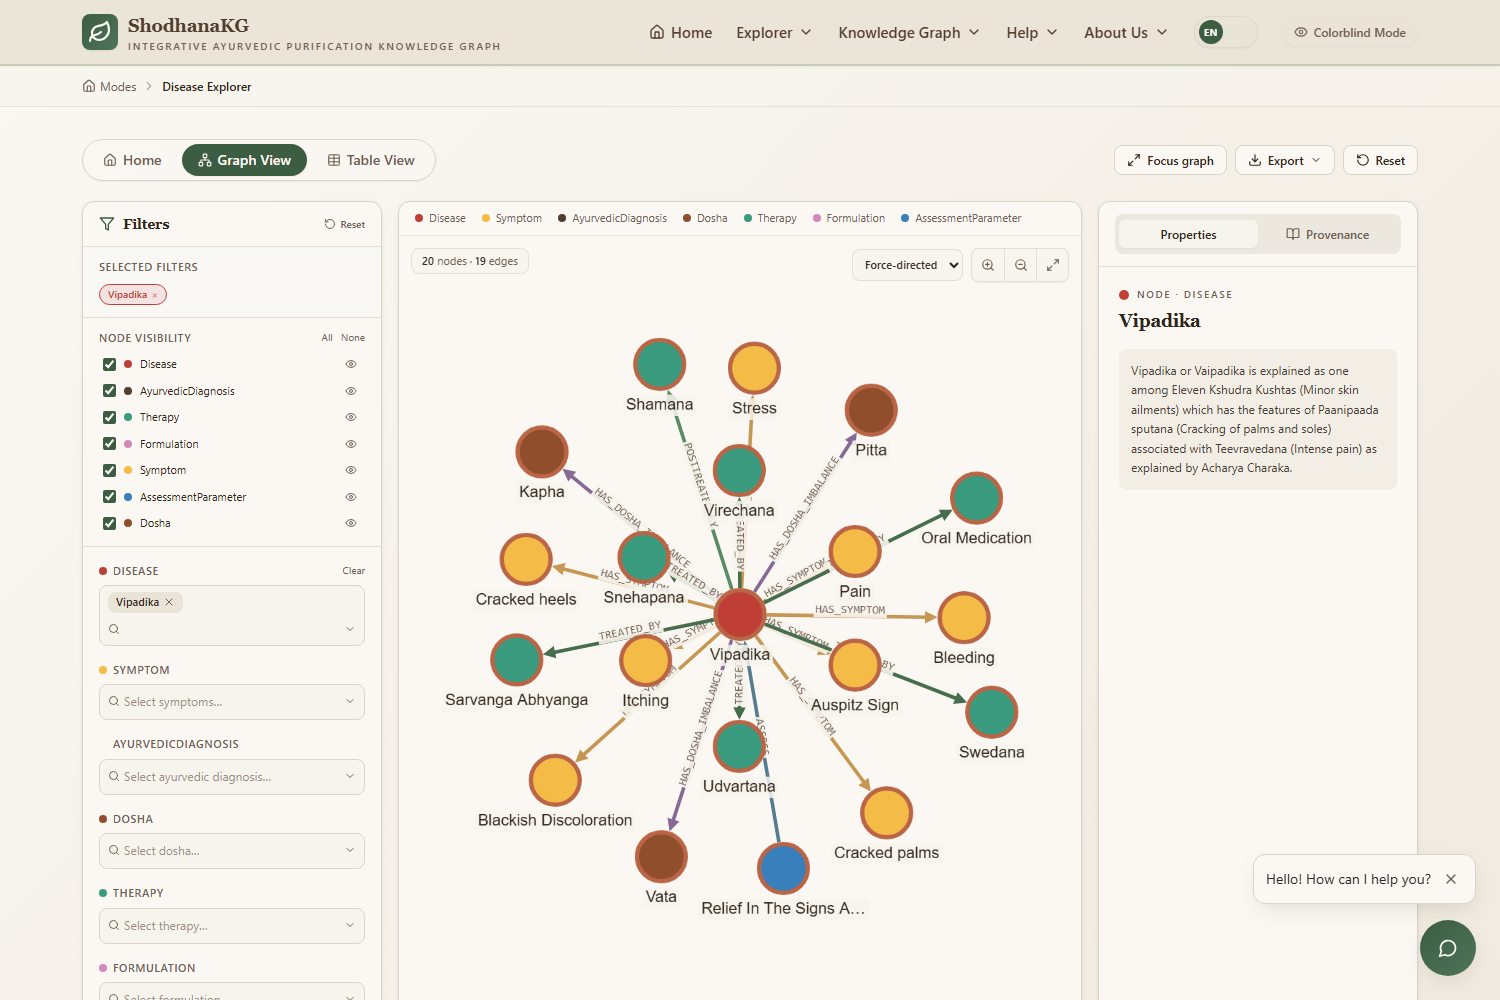 ShodhanaKG
INTEGRATIVE AYURVEDIC PURIFICATION KNOWLEDGE GRAPH
Home
Explorer
Knowledge Graph
Help
About Us
EN
Colorblind Mode
Modes
Disease Explorer
Home
Graph View
Table View
Focus graph
Export
Reset
Filters
Reset
SELECTED FILTERS
Vipadika ×
NODE VISIBILITY
All
None
Disease
AyurvedicDiagnosis
Therapy
Formulation
Symptom
AssessmentParameter
Dosha
DISEASE
Clear
Vipadika ×
SYMPTOM
Select symptoms...
AYURVEDICDIAGNOSIS
Select ayurvedic diagnosis...
DOSHA
Select dosha...
THERAPY
Select therapy...
FORMULATION
Select formulation
Disease
Symptom
AyurvedicDiagnosis
Dosha
Therapy
Formulation
AssessmentParameter
20 nodes · 19 edges
Force-directed
Shamana
Stress
Pitta
Kapha
Virechana
Oral Medication
Cracked heels
Snehapana
Pain
Vipadika
Bleeding
Sarvanga Abhyanga
Itching
Auspitz Sign
Swedana
Udvartana
Blackish Discoloration
Cracked palms
Vata
Relief In The Signs A...
HAS_DOSHA_IMBALANCE
HAS_SYMPTOM
TREATED_BY
TREATED_BY
HAS_DOSHA_IMBALANCE
Properties
Provenance
NODE · DISEASE
Vipadika
Vipadika or Vaipadika is explained as one
among Eleven Kshudra Kushtas (Minor skin
ailments) which has the features of Paanipaada
sputana (Cracking of palms and soles)
associated with Teevravedana (Intense pain) as
explained by Acharya Charaka.
Hello! How can I help you?